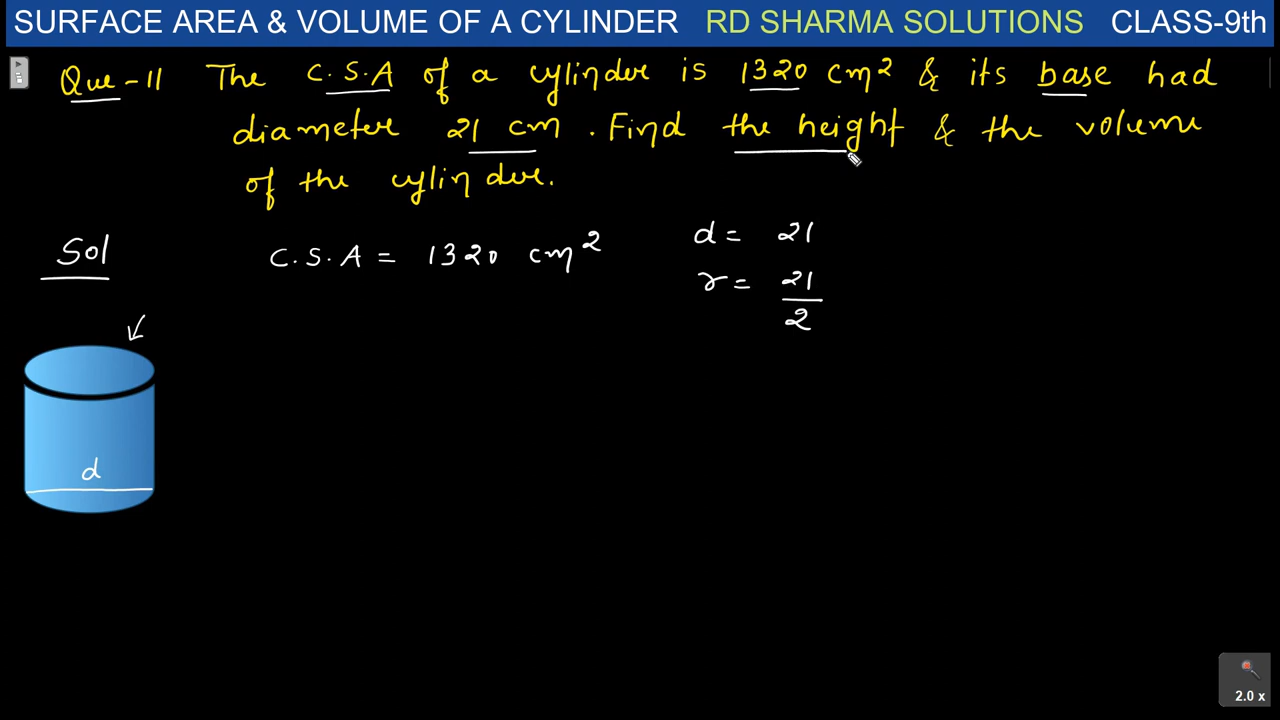 SURFACE AREA & VOLUME OF A CYLINDER RD SHARMA SOLUTIONS CLASS-9th
Que-11 The C.S.A of a cylinder is 1320 cm² & its base had
diameter 21 cm . Find the height & the volume
of the cylinder.
Sol C.S.A = 1320 cm² d = 21
r = 21/2
d
2.0 x